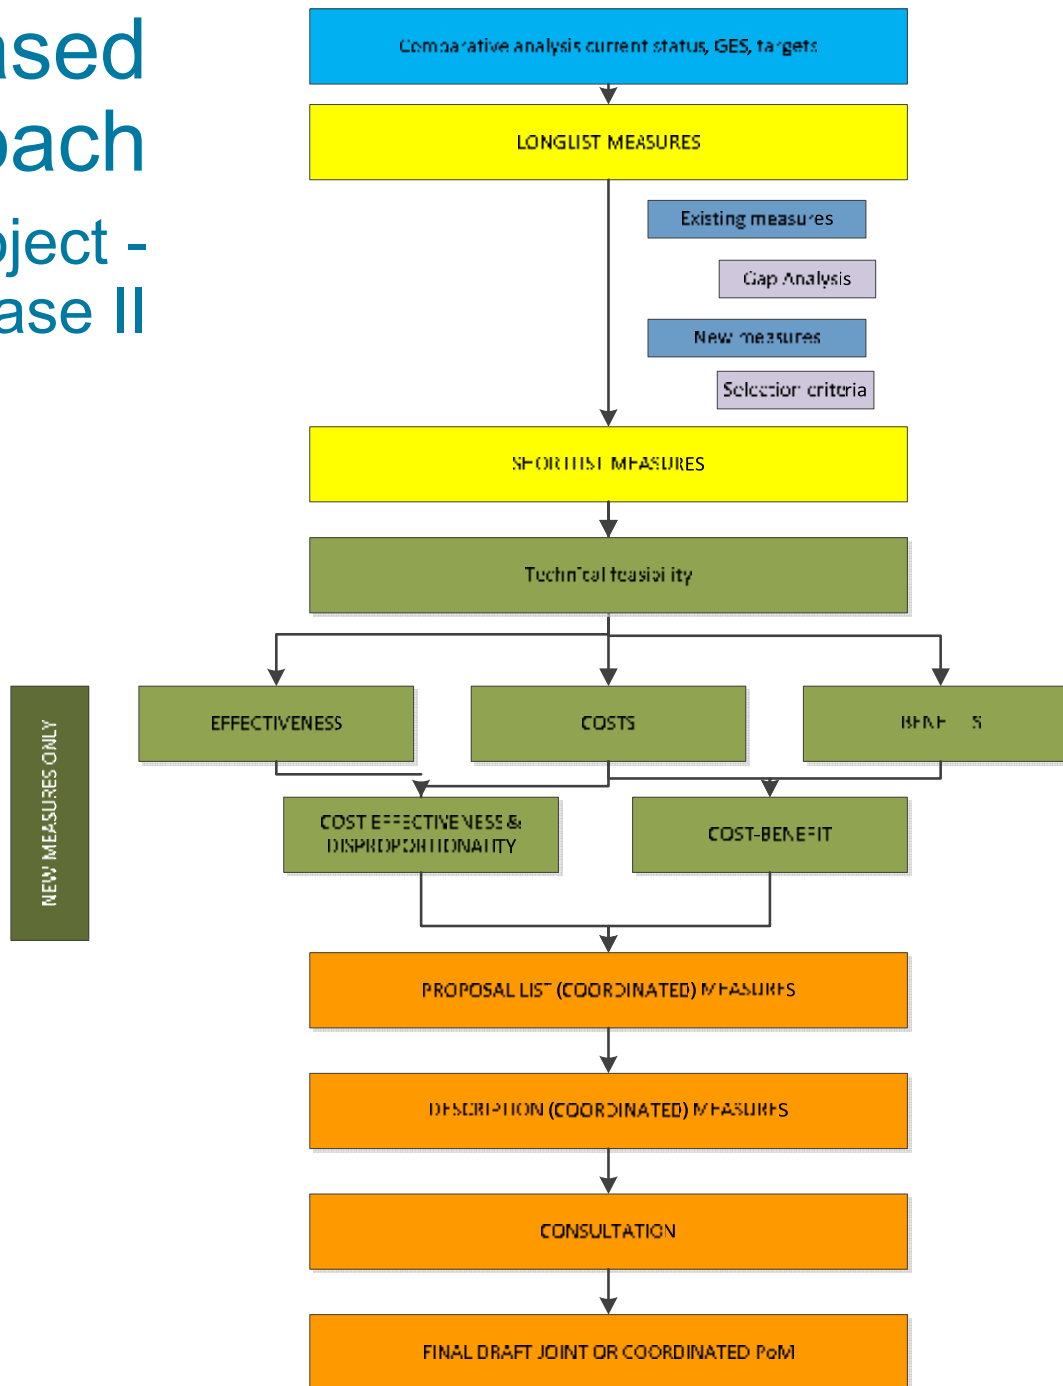 ased
oach
oject -
ase II
Comparative analysis current status, GES, targets
LONGLIST MEASURES
Existing measures
Gap Analysis
New measures
Selection criteria
SHORTLIST MEASURES
Technical feasibility
NEW MEASURES ONLY
EFFECTIVENESS
COSTS
BENEFITS
COST EFFECTIVENESS &
DISPROPORTIONALITY
COST-BENEFIT
PROPOSAL LIST (COORDINATED) MEASURES
DESCRIPTION (COORDINATED) MEASURES
CONSULTATION
FINAL DRAFT JOINT OR COORDINATED PoM